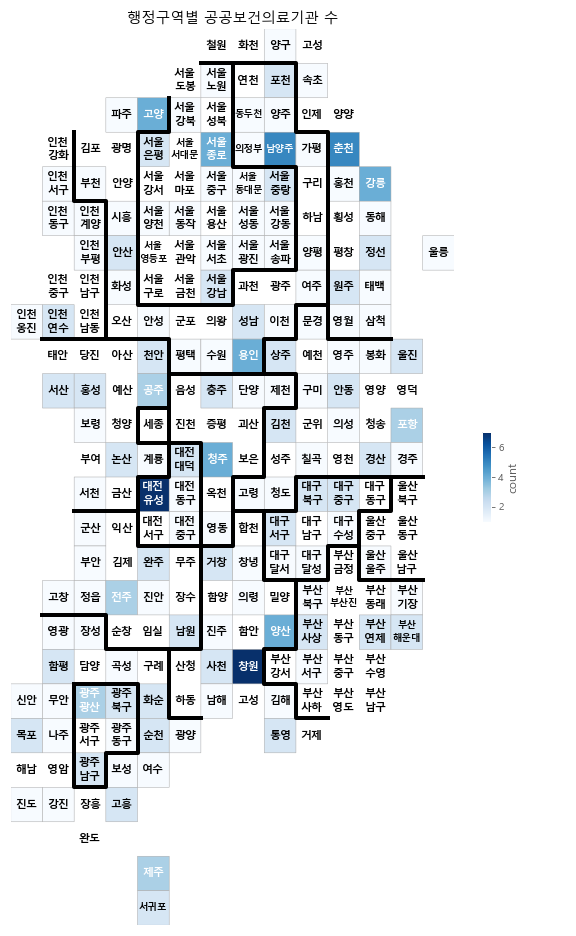 행정구역별 공공보건의료기관 수
철원 화천 양구 고성
서울 도봉 서울 노원 연천 포천 속초
파주 고양 서울 강북 서울 성북 동두천 양주 인제 양양
인천 강화 김포 광명 서울 은평 서울 서대문 서울 종로 의정부 남양주 가평 춘천
인천 서구 부천 안양 서울 강서 서울 마포 서울 중구 서울 동대문 서울 중랑 구리 홍천 강릉
인천 동구 인천 계양 시흥 서울 양천 서울 동작 서울 용산 서울 성동 서울 강동 하남 횡성 동해
인천 부평 안산 서울 영등포 서울 관악 서울 서초 서울 광진 서울 송파 양평 평창 정선 울릉
인천 중구 인천 남구 화성 서울 구로 서울 금천 서울 강남 과천 광주 여주 원주 태백
인천 옹진 인천 연수 인천 남동 오산 안성 군포 의왕 성남 이천 문경 영월 삼척
태안 당진 아산 천안 평택 수원 용인 상주 예천 영주 봉화 울진
서산 홍성 예산 공주 음성 충주 단양 제천 구미 안동 영양 영덕
보령 청양 세종 진천 증평 괴산 김천 군위 의성 청송 포항
부여 논산 계룡 대전 대덕 청주 보은 성주 칠곡 영천 경산 경주
서천 금산 대전 유성 대전 동구 옥천 고령 청도 대구 북구 대구 중구 대구 동구 울산 북구
군산 익산 대전 서구 대전 중구 영동 합천 대구 서구 대구 남구 대구 수성 울산 중구 울산 동구
부안 김제 완주 무주 거창 창녕 대구 달서 대구 달성 부산 금정 울산 울주 울산 남구
고창 정읍 전주 진안 장수 함양 의령 밀양 부산 북구 부산 부산진 부산 동래 부산 기장
영광 장성 순창 임실 남원 진주 함안 양산 부산 사상 부산 동구 부산 연제 부산 해운대
함평 담양 곡성 구례 산청 사천 창원 부산 강서 부산 서구 부산 중구 부산 수영
신안 무안 광주 광산 광주 북구 화순 하동 남해 고성 김해 부산 사하 부산 영도 부산 남구
목포 나주 광주 서구 광주 동구 순천 광양 통영 거제
해남 영암 광주 남구 보성 여수
진도 강진 장흥 고흥
완도
제주
서귀포
6
4
2
count